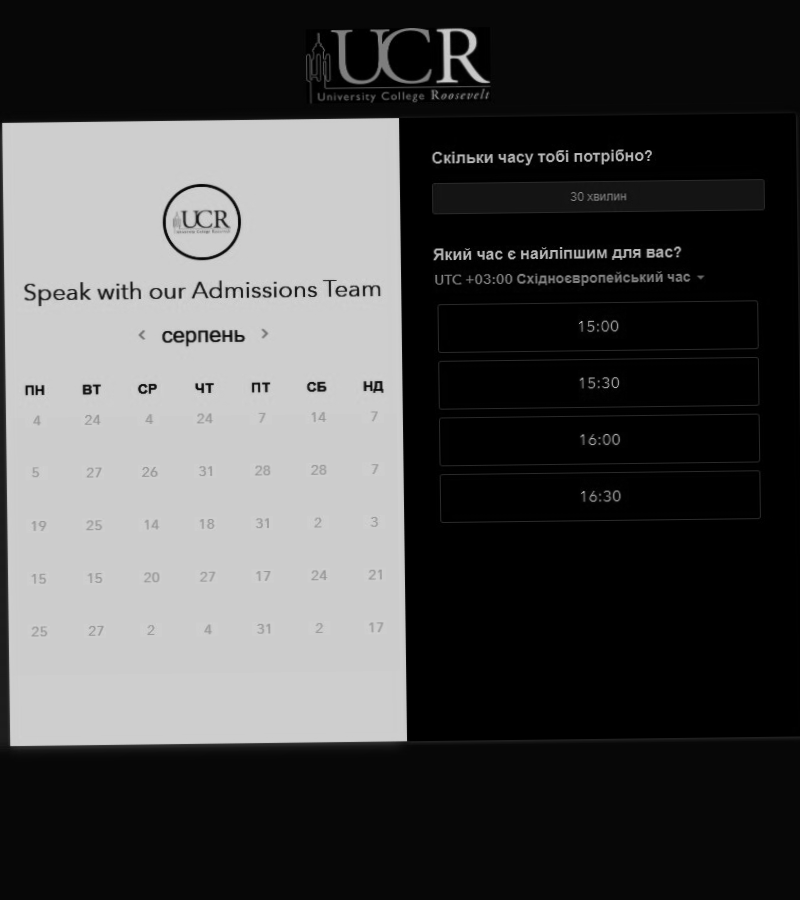 UCR
University College Roosevelt
UCR
University College Roosevelt
Speak with our Admissions Team
серпень
ПН ВТ СР ЧТ ПТ СБ НД
4 24 4 24 7 14 7
5 27 26 31 28 28 7
19 25 14 18 31 2 3
15 15 20 27 17 24 21
25 27 2 4 31 2 17
Скільки часу тобі потрібно?
30 хвилин
Який час є найліпшим для вас?
UTC +03:00 Східноєвропейський час
15:00
15:30
16:00
16:30